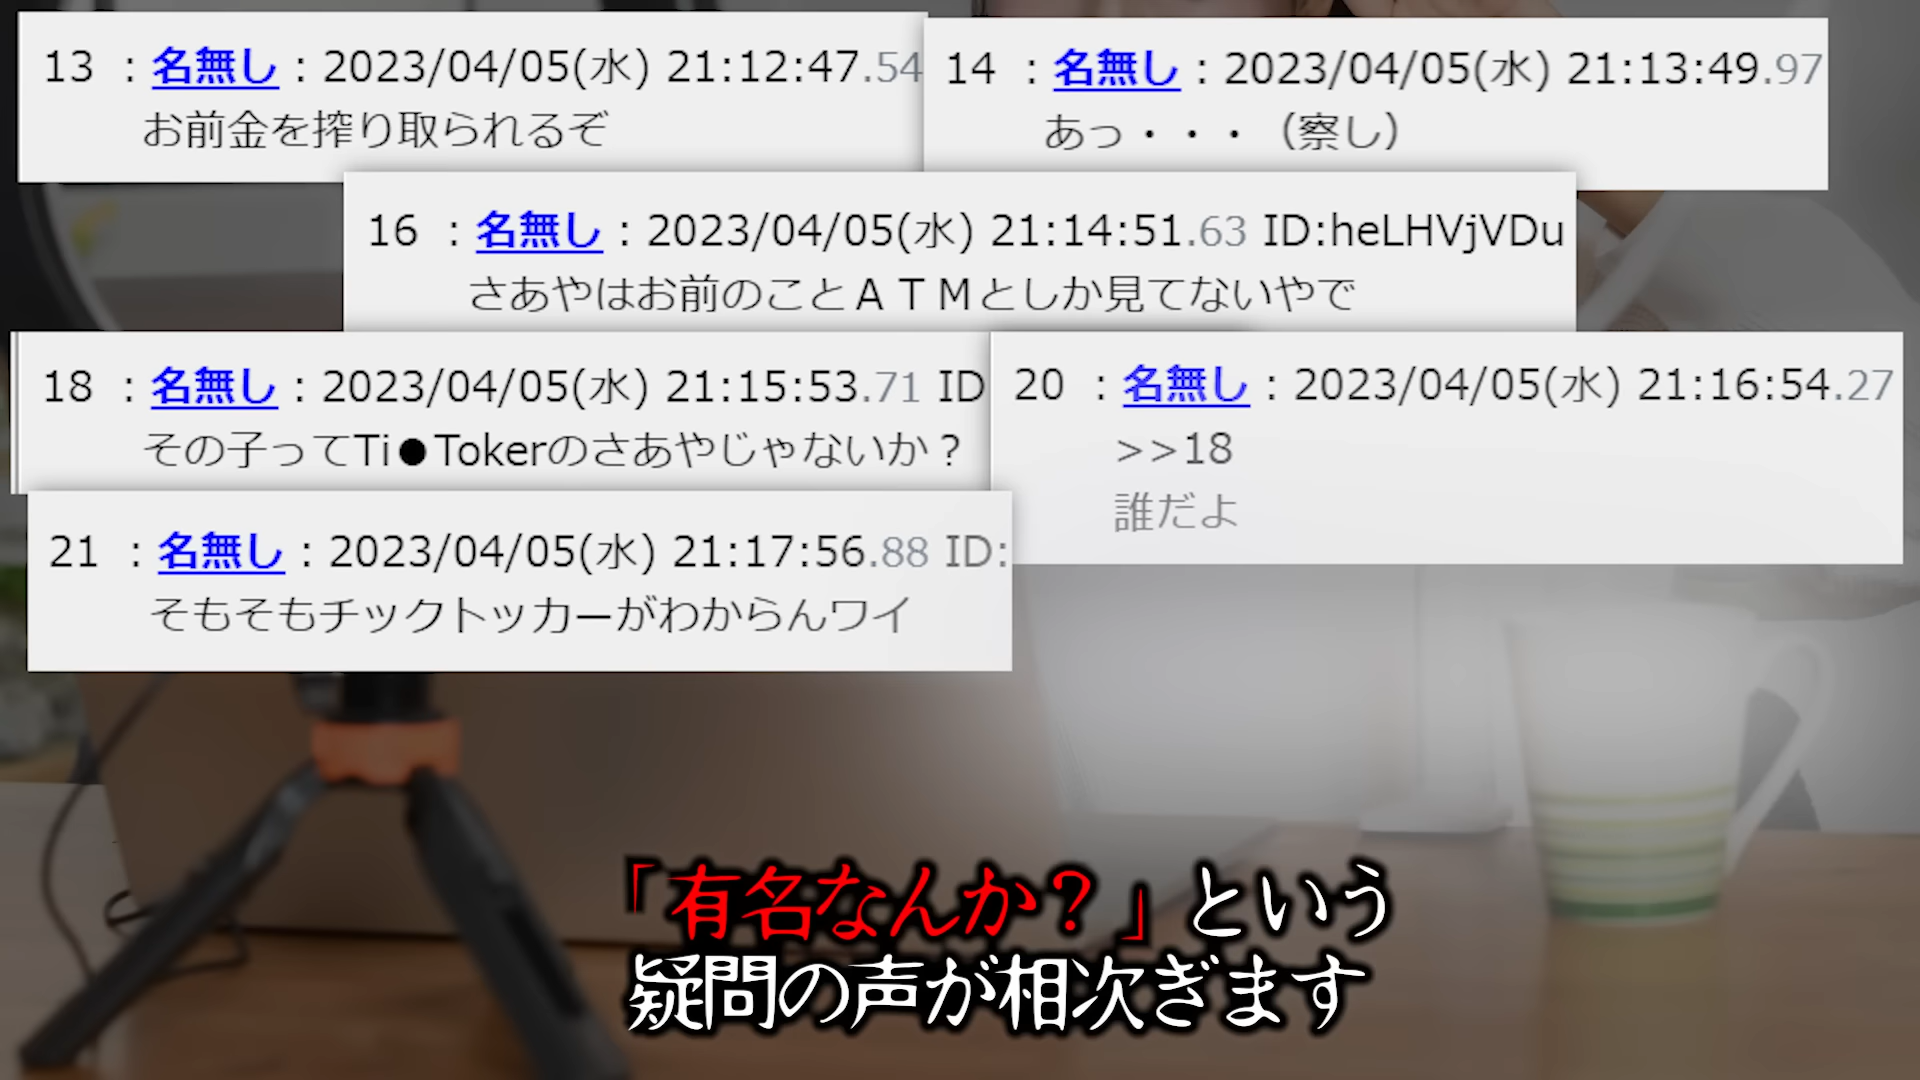 13 ：名無し：2023/04/05(水) 21:12:47.54
お前金を搾り取られるぞ
14 ：名無し：2023/04/05(水) 21:13:49.97
あっ・・・（察し）
16 ：名無し：2023/04/05(水) 21:14:51.63 ID:heLHVjVDu
さあやはお前のことＡＴＭとしか見てないやで
18 ：名無し：2023/04/05(水) 21:15:53.71 ID
その子ってTi●Tokerのさあやじゃないか？
20 ：名無し：2023/04/05(水) 21:16:54.27
>>18
誰だよ
21 ：名無し：2023/04/05(水) 21:17:56.88 ID:
そもそもチックトッカーがわからんワイ
「有名なんか？」という
疑問の声が相次ぎます